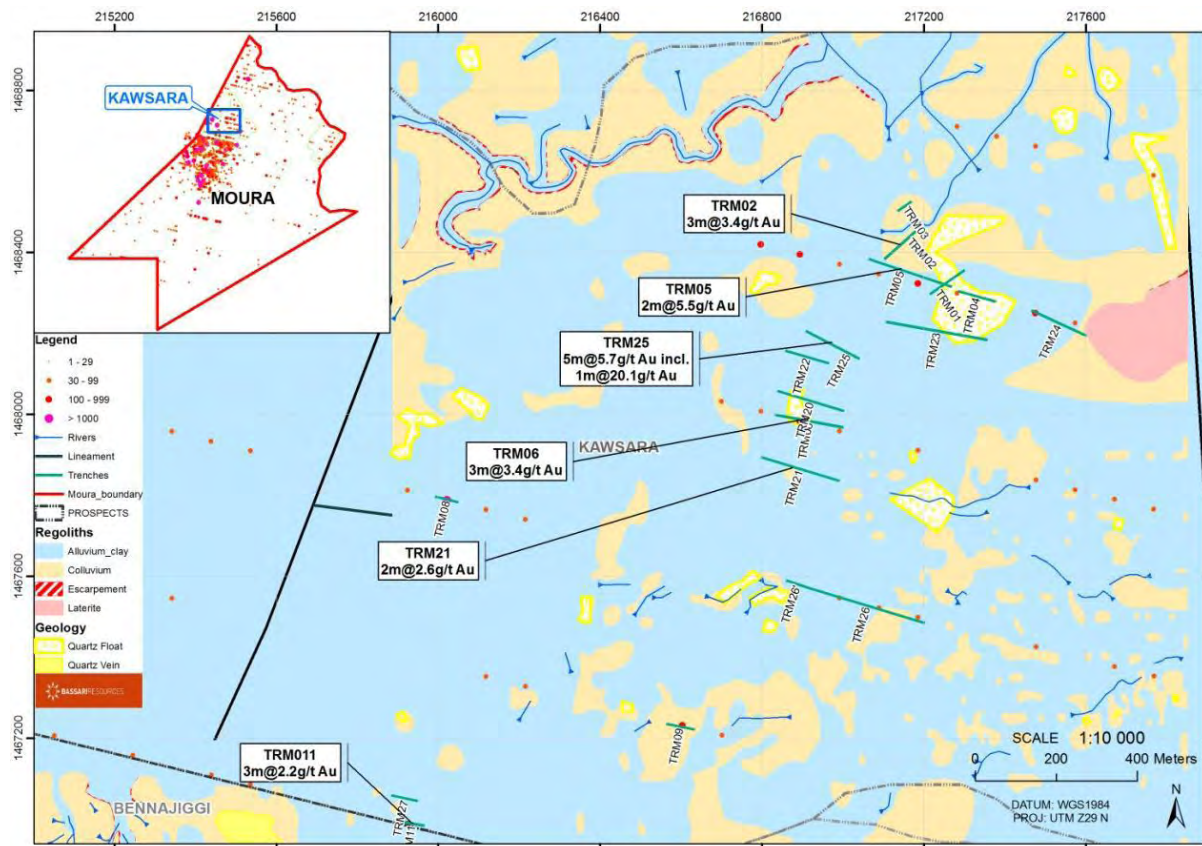 215200
215600
216000
216400
216800
217200
217600
1468800
1468400
1468000
1467600
1467200
KAWSARA
MOURA
TRM02
3m@3.4g/t Au
TRM05
2m@5.5g/t Au
TRM25
5m@5.7g/t Au incl.
1m@20.1g/t Au
TRM06
3m@3.4g/t Au
TRM21
2m@2.6g/t Au
TRM011
3m@2.2g/t Au
TRM03
TRM02
TRM05
TRM01
TRM04
TRM23
TRM24
TRM25
TRM22
TRM20
TRM21
KAWSARA
TRM08
TRM26
TRM26
TRM09
TRM27
BENNAJIGGI
Legend
1 - 29
30 - 99
100 - 999
> 1000
Rivers
Lineament
Trenches
Moura_boundary
PROSPECTS
Regoliths
Alluvium_clay
Colluvium
Escarpement
Laterite
Geology
Quartz Float
Quartz Vein
BASSARI RESOURCES
SCALE 1:10 000
0 200 400 Meters
DATUM: WGS1984
PROJ: UTM Z29 N
N